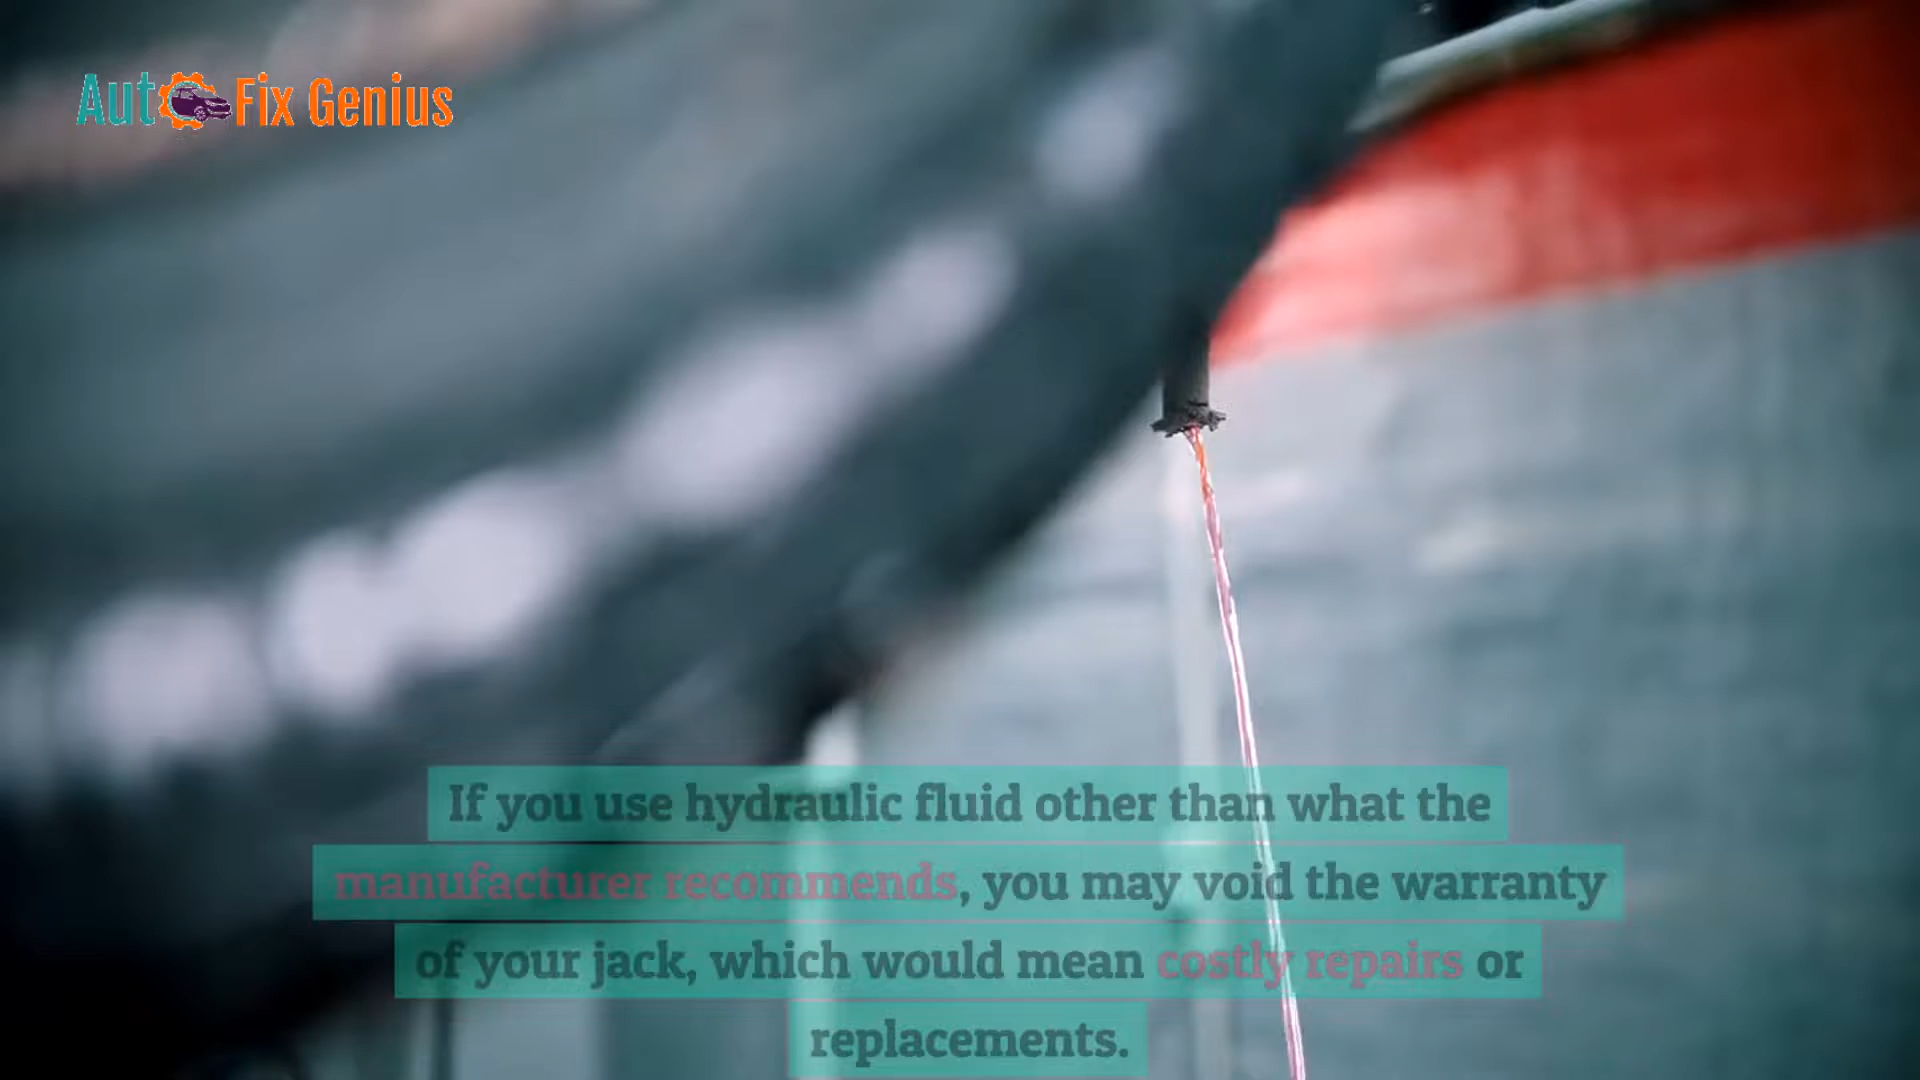 Aut Fix Genius
If you use hydraulic fluid other than what the
manufacturer recommends, you may void the warranty
of your jack, which would mean costly repairs or
replacements.